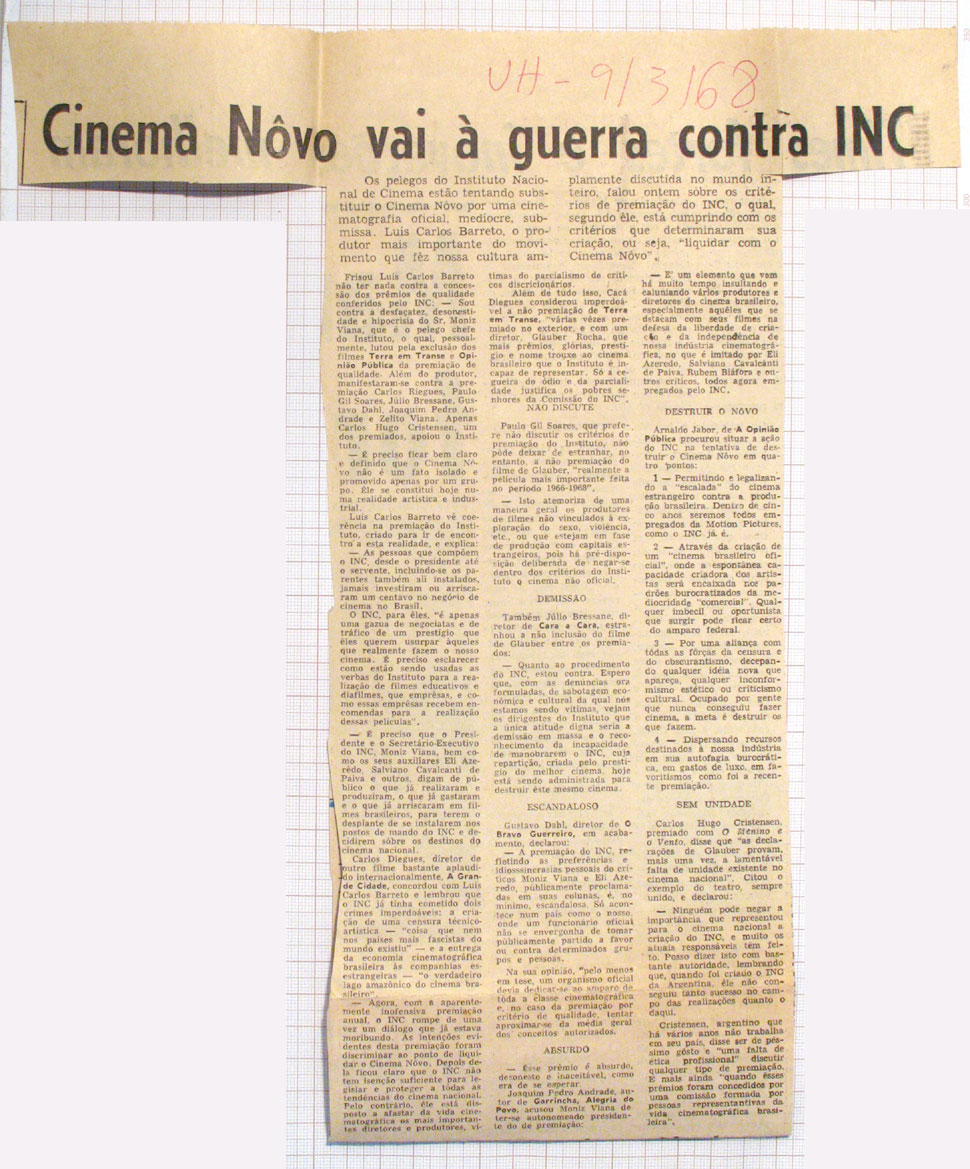 UH - 9/3/68
Cinema Nôvo vai à guerra contra INC
Os pelegos do Instituto Nacio-
nal de Cinema estão tentando subs-
tituir o Cinema Nôvo por uma cine-
matografia oficial, medíocre, sub-
missa. Luis Carlos Barreto, o pro-
dutor mais importante do movi-
mento que fêz nossa cultura am-
plamente discutida no mundo in-
teiro, falou ontem sôbre os crité-
rios de premiação do INC, o qual,
segundo êle, está cumprindo com os
critérios que determinaram sua
criação, ou seja, "liquidar com o
Cinema Nôvo".
Frisou Luís Carlos Barreto
não ter nada contra a conces-
são dos prêmios de qualidade
conferidos pelo INC: — Sou
contra a desfaçatez, desonesti-
dade e hipocrisia do Sr. Moniz
Viana, que é o pelego chefe
do Instituto, o qual, pessoal-
mente, lutou pela exclusão dos
filmes Terra em Transe e Opi-
nião Pública da premiação de
qualidade. Além do produtor,
manifestaram-se contra a pre-
miação Carlos Riegues, Paulo
Gil Soares, Júlio Bressane, Gus-
tavo Dahl, Joaquim Pedro An-
drade e Zelito Viana. Apenas
Carlos Hugo Cristensen, um
dos premiados, apoiou o Insti-
tuto.
— É preciso ficar bem claro
e definido que o Cinema Nô-
vo não é um fato isolado e
promovido apenas por um gru-
po. Êle se constitui hoje nu-
ma realidade artística e indus-
trial.
Luis Carlos Barreto vê coe-
rência na premiação do Insti-
tuto, criado para ir de encon-
tro a esta realidade, e explica:
— As pessoas que compõem
o INC, desde o presidente até
o servente, incluindo-se os pa-
rentes também ali instalados,
jamais investiram ou arrisca-
ram um centavo no negócio de
cinema no Brasil.
O INC, para êles, "é apenas
uma gazua de negociatas e de
tráfico de um prestígio que
êles querem usurpar àqueles
que realmente fazem o nosso
cinema. É preciso esclarecer
como estão sendo usadas as
verbas do Instituto para a rea-
lização de filmes educativos e
diafilmes, que emprêsas, e co-
mo essas emprêsas recebem en-
comendas para a realização
dessas películas".
— É preciso que o Presi-
dente e o Secretário-Executivo
do INC, Moniz Viana, bem co-
mo os seus auxiliares Eli Aze-
rêdo, Salviano Cavalcanti de
Paiva e outros, digam de pú-
blico o que já realizaram e
produziram, o que já gastaram
e o que já arriscaram em fil-
mes brasileiros, para terem o
desplante de se instalarem nos
postos de mando do INC e de-
cidirem sôbre os destinos do
cinema nacional.
Carlos Diegues, diretor de
outro filme bastante aplaudi-
do internacionalmente, A Gran-
de Cidade, concordou com Luís
Carlos Barreto e lembrou que
o INC já tinha cometido dois
crimes imperdoáveis: a cria-
ção de uma censura técnico-
artística — "coisa que nem
nos países mais fascistas do
mundo existiu" — e a entrega
da economia cinematográfica
brasileira às companhias es-
estrangeiras — "o verdadeiro
lago amazônico do cinema bra-
sileiro".
— Agora, com a aparente-
mente inofensiva premiação
anual, o INC rompe de uma
vez um diálogo que já estava
moribundo. As intenções evi-
dentes desta premiação foram
discriminar ao ponto de liqui-
dar o Cinema Nôvo. Depois de-
la ficou claro que o INC não
tem isenção suficiente para le-
gislar e proteger a tôdas as
tendências do cinema nacional.
Pelo contrário, êle está dis-
posto a afastar da vida cine-
matográfica os mais importan-
tes diretores e produtores, ví-
timas do parcialismo de críti-
cos discricionários.
Além de tudo isso, Cacá
Diegues considerou imperdoá-
vel a não premiação de Terra
em Transe, "várias vêzes pre-
miado no exterior, e com um
diretor, Glauber Rocha, que
mais prêmios, glórias, prestí-
gio e nome trouxe ao cinema
brasileiro que o Instituto é in-
capaz de representar. Só a ce-
gueira do ódio e da parciali-
dade justifica os pobres se-
nhores da Comissão do INC".
NÃO DISCUTE
Paulo Gil Soares, que prefe-
re não discutir os critérios de
premiação do Instituto, não
pôde deixar de estranhar, no
entanto, a não premiação do
filme de Glauber, "realmente a
película mais importante feita
no período 1966-1968".
— Isto atemoriza de uma
maneira geral os produtores
de filmes não vinculados à ex-
ploração do sexo, violência,
etc., ou que estejam em fase
de produção com capitais es-
trangeiros, pois há pré-dispo-
sição deliberada de negar-se
dentro dos critérios do Insti-
tuto o cinema não oficial.
DEMISSÃO
Também Júlio Bressane, di-
retor de Cara a Cara, estra-
nhou a não inclusão do filme
de Glauber entre os premia-
dos:
— Quanto ao procedimento
do INC, estou contra. Espero
que, com as denúncias ora
formuladas, de sabotagem eco-
nômica e cultural da qual nós
estamos sendo vítimas, vejam
os dirigentes do Instituto que
a única atitude digna seria a
demissão em massa e o reco-
nhecimento da incapacidade
de manobrarem o INC, cuja
repartição, criada pelo prestí-
gio do melhor cinema, hoje
está sendo administrada para
destruir êste mesmo cinema.
ESCANDALOSO
Gustavo Dahl, diretor de O
Bravo Guerreiro, em acaba-
mento, declarou:
— A premiação do INC, re-
fletindo as preferências e
idiosssincrasias pessoais do crí-
ticos Moniz Viana e Eli Aze-
redo, pùblicamente proclama-
das em suas colunas, é, no
mínimo, escandalosa. Só acon-
tece num país como o nosso,
onde um funcionário oficial
não se envergonha de tomar
pùblicamente partido a favor
ou contra determinados gru-
pos e pessoas.
Na sua opinião, "pelo menos
em tese, um organismo oficial
devia dedicar-se ao amparo de
tôda a classe cinematográfica
e, no caso da premiação por
critério de qualidade, tentar
aproximar-se da média geral
dos conceitos autorizados.
ABSURDO
— Êsse prêmio é absurdo,
desonesto e inaceitável, como
era de se esperar.
Joaquim Pedro Andrade, au-
tor de Garrincha, Alegria do
Povo, acusou Moniz Viana de
ter-se autonomeado presiden-
te do de premiação:
— É um elemento que vem
há muito tempo insultando e
caluniando vários produtores e
diretores do cinema brasileiro,
especialmente aquêles que se
destacam com seus filmes na
defesa da liberdade de cria-
ção e da independência de
nossa indústria cinematográ-
fica, no que é imitado por Eli
Azeredo, Salviano Cavalcânti
de Paiva, Rubem Biáfora e ou-
tros críticos, todos agora em-
pregados pelo INC.
DESTRUIR O NÔVO
Arnaldo Jabor, de A Opinião
Pública procurou situar a ação
do INC na tentativa de des-
truir o Cinema Nôvo em qua-
tro pontos:
1 — Permitindo e legalizan-
do a "escalada" do cinema
estrangeiro contra a produ-
ção brasileira. Dentro de cin-
co anos seremos todos em-
pregados da Motion Pictures,
como o INC já é.
2 — Através da criação de
um "cinema brasileiro ofi-
cial", onde a espontânea ca-
pacidade criadora dos artis-
tas será encaixada nos pa-
drões burocratizados da me-
diocridade "comercial". Qual-
quer imbecil ou oportunista
que surgir pode ficar certo
do amparo federal.
3 — Por uma aliança com
tôdas as fôrças da censura e
do obscurantismo, decepan-
do qualquer idéia nova que
apareça, qualquer inconfor-
mismo estético ou criticismo
cultural. Ocupado por gente
que nunca conseguiu fazer
cinema, a meta é destruir os
que fazem.
4 — Dispersando recursos
destinados à nossa indústria
em sua autofagia burocráti-
ca, em gastos de luxo, em fa-
voritismos como foi a recen-
te premiação.
SEM UNIDADE
Carlos Hugo Cristensen,
premiado com O Menino e
o Vento, disse que "as decla-
rações de Glauber provam,
mais uma vez, a lamentável
falta de unidade existente no
cinema nacional". Citou o
exemplo do teatro, sempre
unido, e declarou:
— Ninguém pode negar a
importância que representou
para o cinema nacional a
criação do INC, e muito os
atuais responsáveis têm fei-
to. Posso dizer isto com bas-
tante autoridade, lembrando
que, quando foi criado o INC
da Argentina, êle não con-
seguiu tanto sucesso no cam-
po das realizações quanto o
daqui.
Cristensen, argentino que
há vários anos não trabalha
em seu país, disse ser de pés-
simo gôsto e "uma falta de
ética profissional" discutir
qualquer tipo de premiação.
E mais ainda "quando êsses
prêmios foram concedidos por
uma comissão formada por
pessoas representantivas da
vida cinematográfica brasi-
leira".